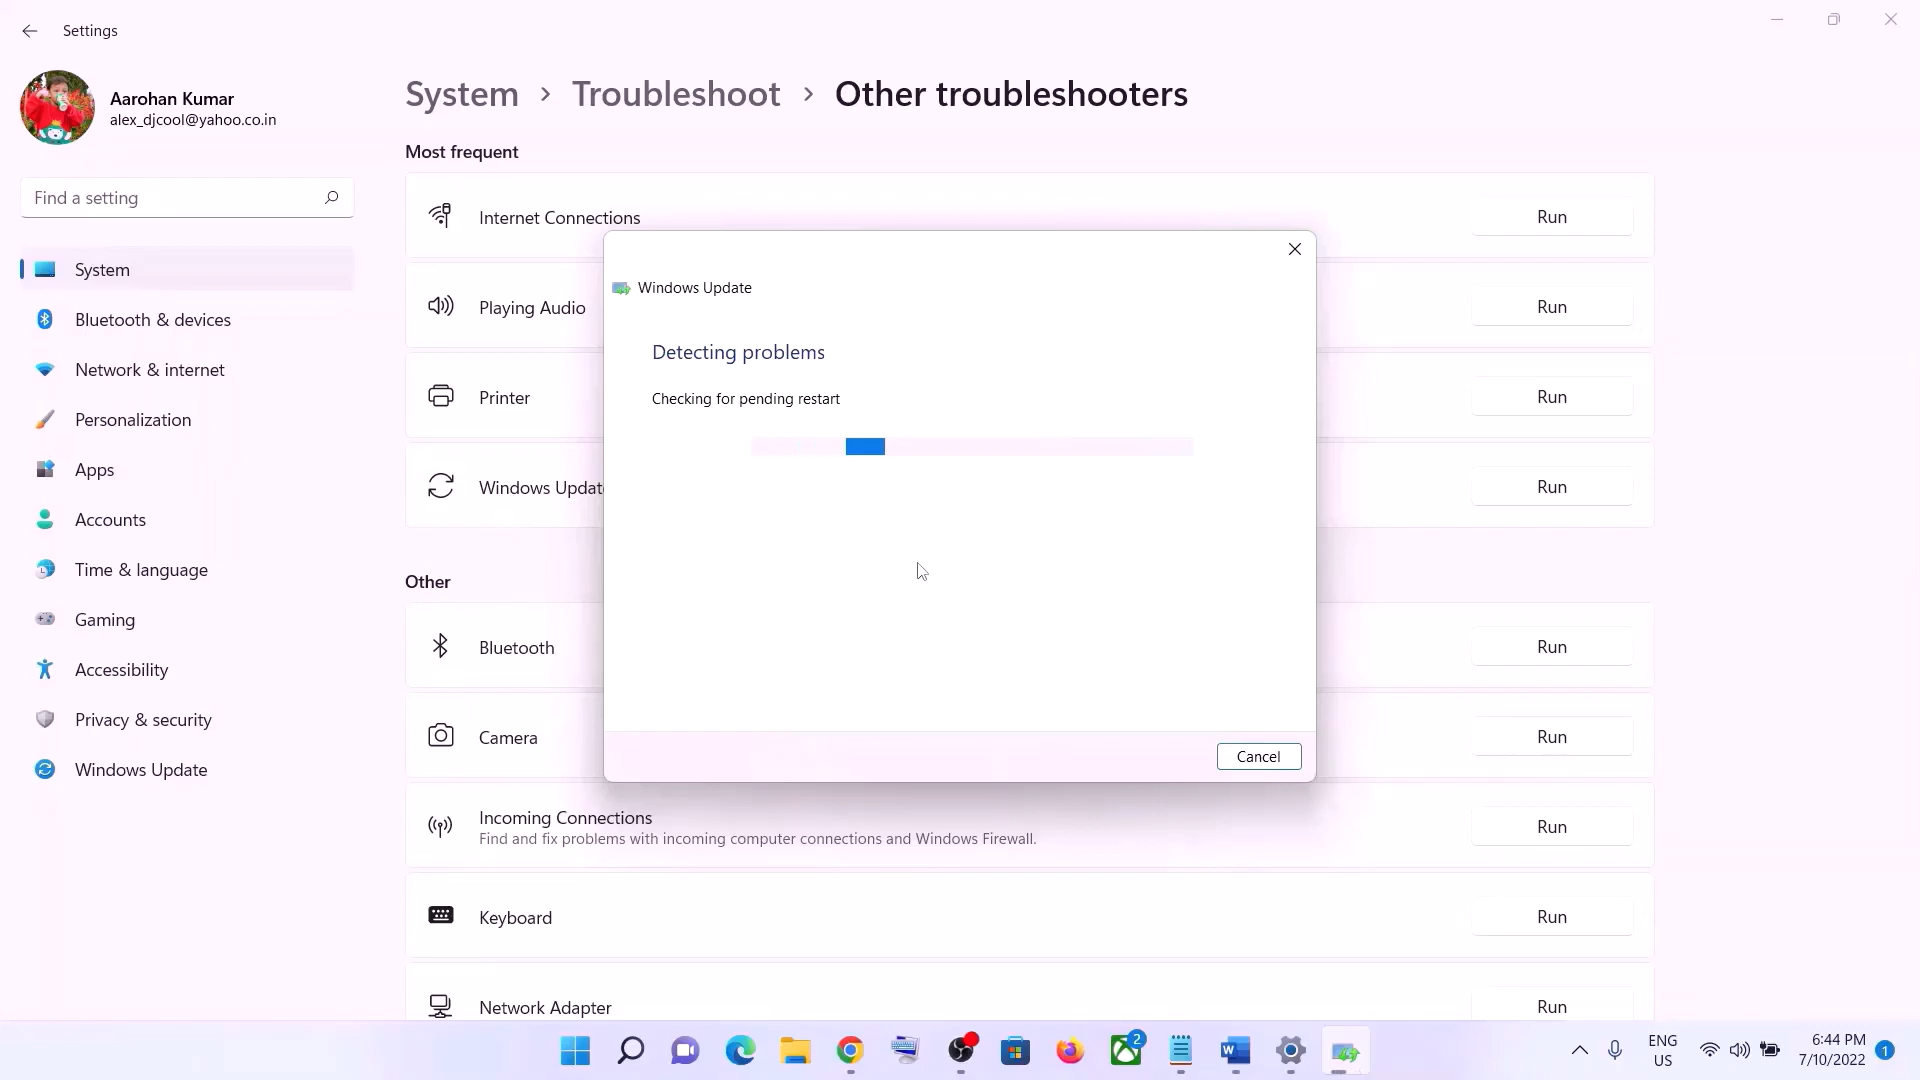 Settings
Aarohan Kumar
alex_djcool@yahoo.co.in
Find a setting
System
Bluetooth & devices
Network & internet
Personalization
Apps
Accounts
Time & language
Gaming
Accessibility
Privacy & security
Windows Update
System > Troubleshoot > Other troubleshooters
Most frequent
Internet Connections Run
Playing Audio Run
Printer Run
Windows Updat Run
Windows Update
Detecting problems
Checking for pending restart
Cancel
Other
Bluetooth Run
Camera Run
Incoming Connections
Find and fix problems with incoming computer connections and Windows Firewall.
Run
Keyboard Run
Network Adapter Run
2
ENG
US
6:44 PM
7/10/2022
1